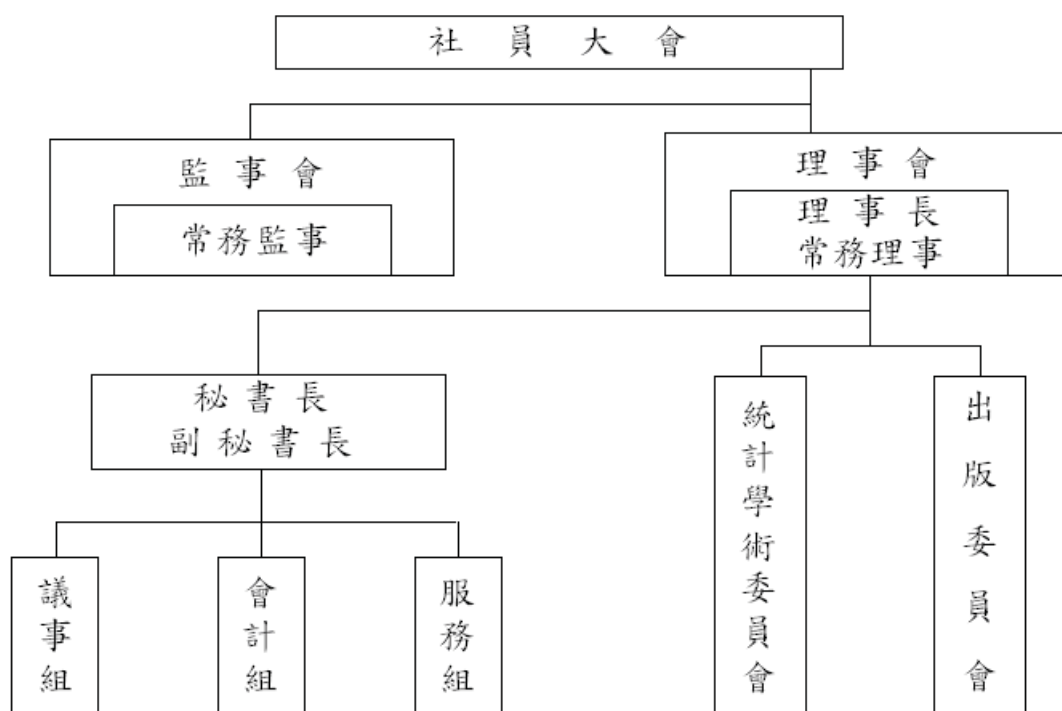 社員大會
監事會
常務監事
理事會
理事長
常務理事
秘書長
副秘書長
統計學術委員會
出版委員會
議事組
會計組
服務組